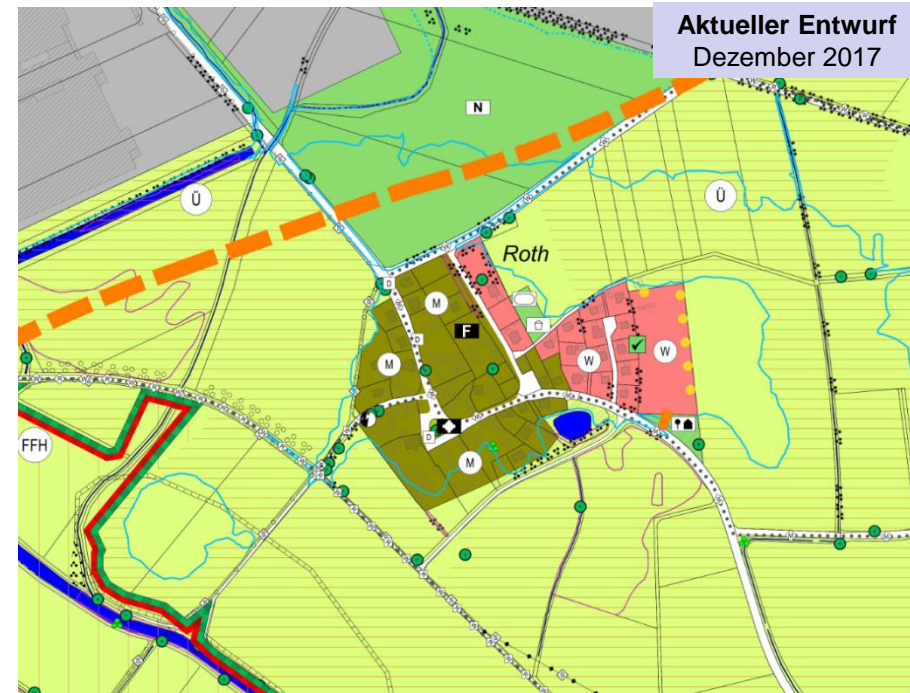 Aktueller Entwurf
Dezember 2017
N
Ü
Ü
Roth
D
M
F
D
M
W
W
D
M
FFH